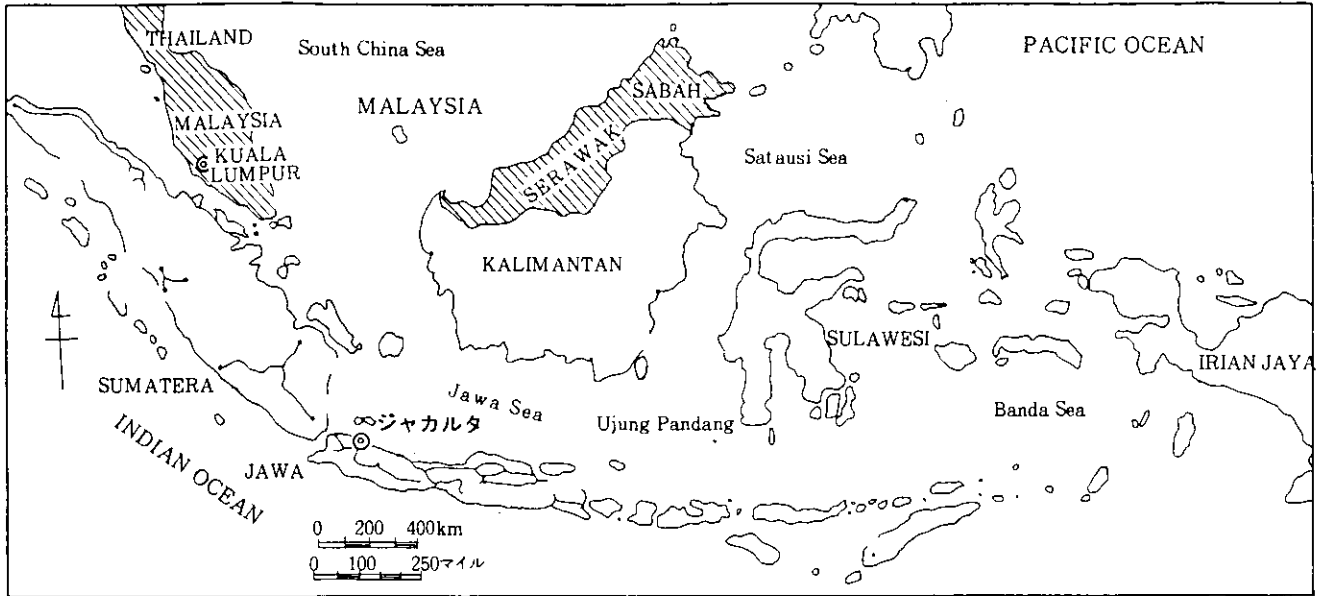 THAILAND
South China Sea
PACIFIC OCEAN
MALAYSIA
SABAH
MALAYSIA
KUALA
LUMPUR
SERAWAK
Satausi Sea
KALIMANTAN
SULAWESI
IRIAN JAYA
SUMATERA
Jawa Sea
Ujung Pandang
Banda Sea
ジャカルタ
INDIAN OCEAN
JAWA
0 200 400km
0 100 250マイル